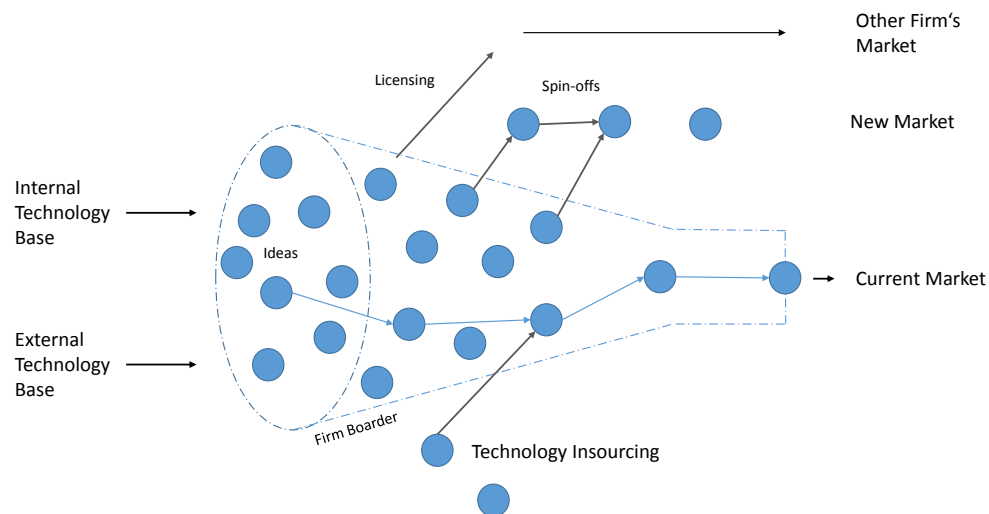 Other Firm's
Market
Licensing
Spin-offs
New Market
Internal
Technology
Base
Ideas
Current Market
External
Technology
Base
Firm Boarder
Technology Insourcing